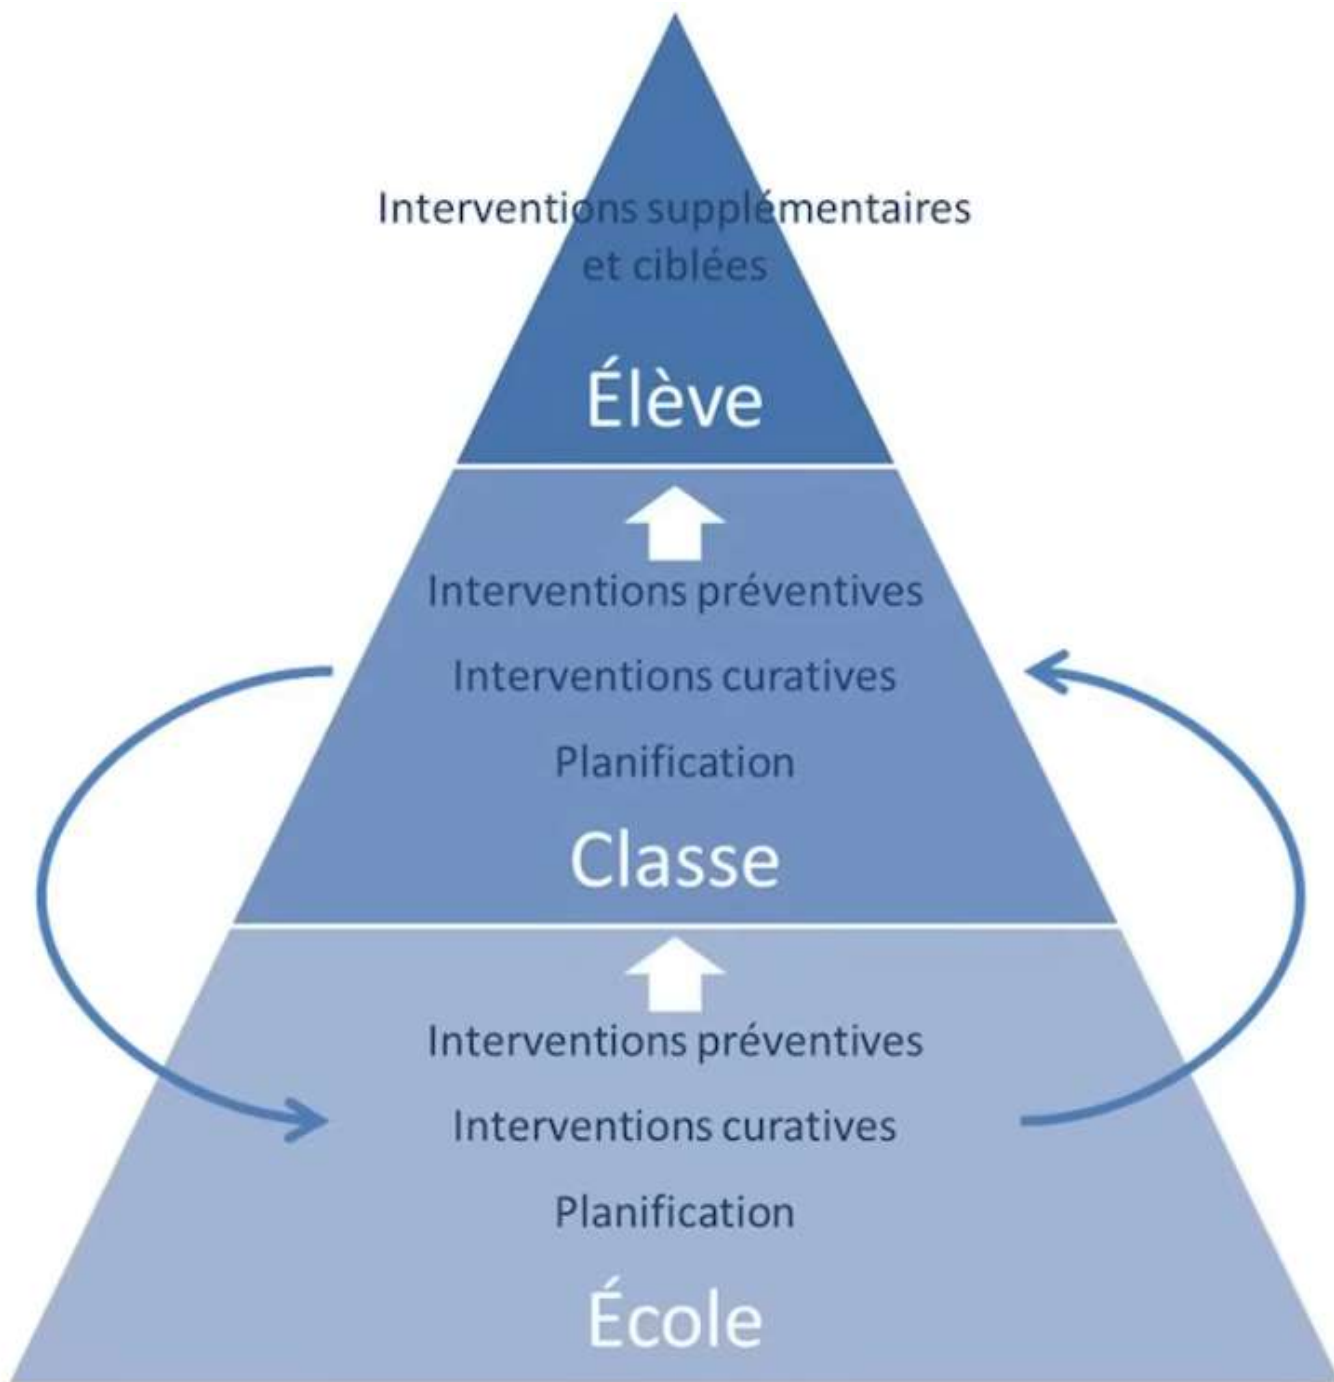 Interventions supplémentaires
et ciblées
Élève
Interventions préventives
Interventions curatives
Planification
Classe
Interventions préventives
Interventions curatives
Planification
École